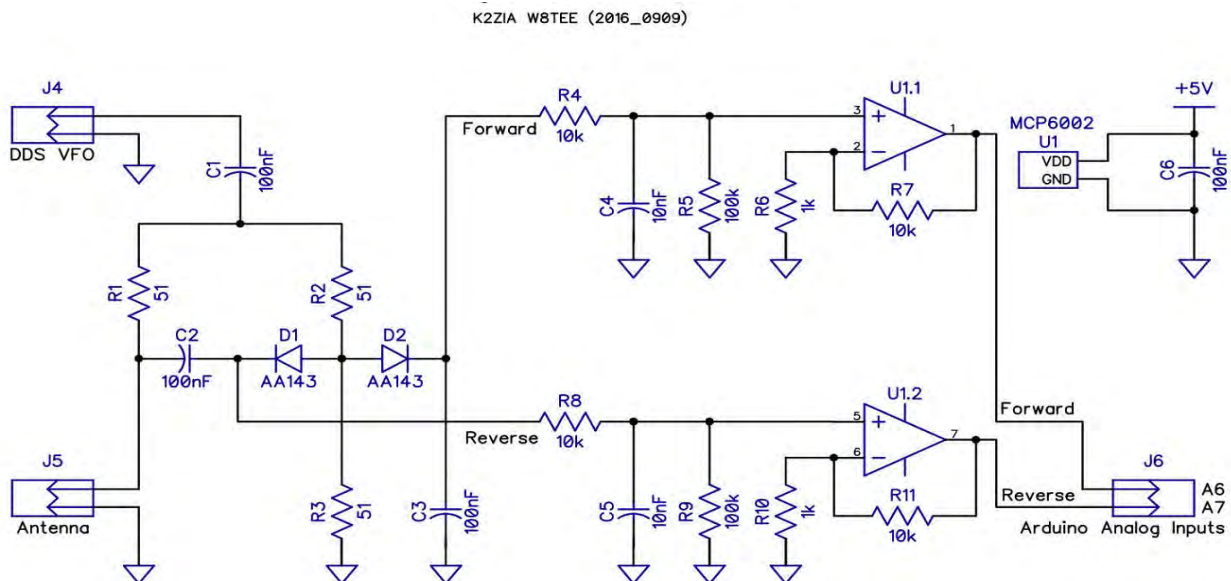 K2ZIA W8TEE (2016_0909)
J4
DDS VFO
C1
100nF
R1
51
R2
51
C2
100nF
D1
AA143
D2
AA143
J5
Antenna
R3
51
C3
100nF
Forward
R4
10k
C4
10nF
R5
100k
R6
1k
3
2
+
−
U1.1
1
R7
10k
MCP6002
U1
VDD
GND
+5V
C6
100nF
Reverse
R8
10k
C5
10nF
R9
100k
R10
1k
5
6
+
−
U1.2
7
R11
10k
Forward
Reverse
J6
A6
A7
Arduino Analog Inputs